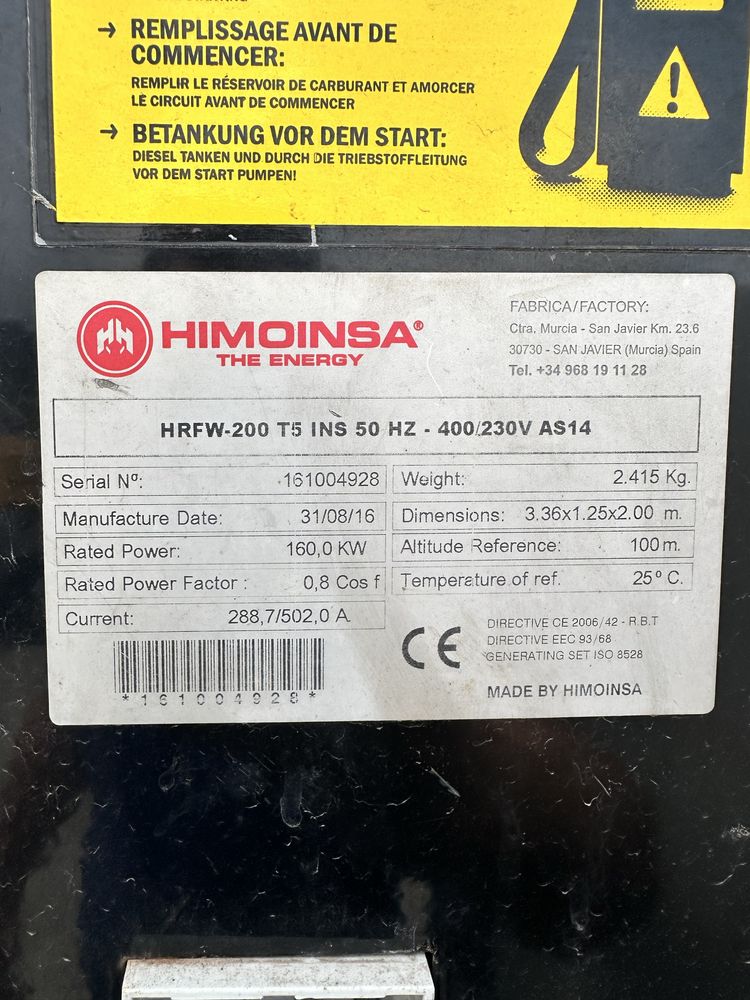 → REMPLISSAGE AVANT DE
COMMENCER:
REMPLIR LE RÉSERVOIR DE CARBURANT ET AMORCER
LE CIRCUIT AVANT DE COMMENCER
→ BETANKUNG VOR DEM START:
DIESEL TANKEN UND DURCH DIE TRIEBSTOFFLEITUNG
VOR DEM START PUMPEN!
!
HIMOINSA®
THE ENERGY
FABRICA/FACTORY:
Ctra, Murcia - San Javier Km. 23.6
30730 - SAN JAVIER (Murcia) Spain
Tel. +34 968 19 11 28
HRFW-200 T5 INS 50 HZ - 400/230V AS14
Serial Nº: 161004928
Weight: 2.415 Kg.
Manufacture Date: 31/08/16
Dimensions: 3.36x1.25x2.00 m.
Rated Power: 160,0 KW
Altitude Reference: 100 m.
Rated Power Factor : 0,8 Cos f
Temperature of ref. 25º C.
Current: 288,7/502,0 A
CE
DIRECTIVE CE 2006/42 - R.B.T
DIRECTIVE EEC 93/68
GENERATING SET ISO 8528
*161004928*
MADE BY HIMOINSA